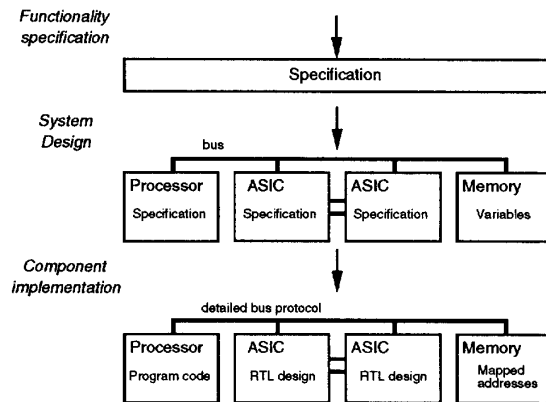 Functionality
specification
Specification
System
Design
bus
Processor
Specification
ASIC
Specification
ASIC
Specification
Memory
Variables
Component
implementation
detailed bus protocol
Processor
Program code
ASIC
RTL design
ASIC
RTL design
Memory
Mapped
addresses